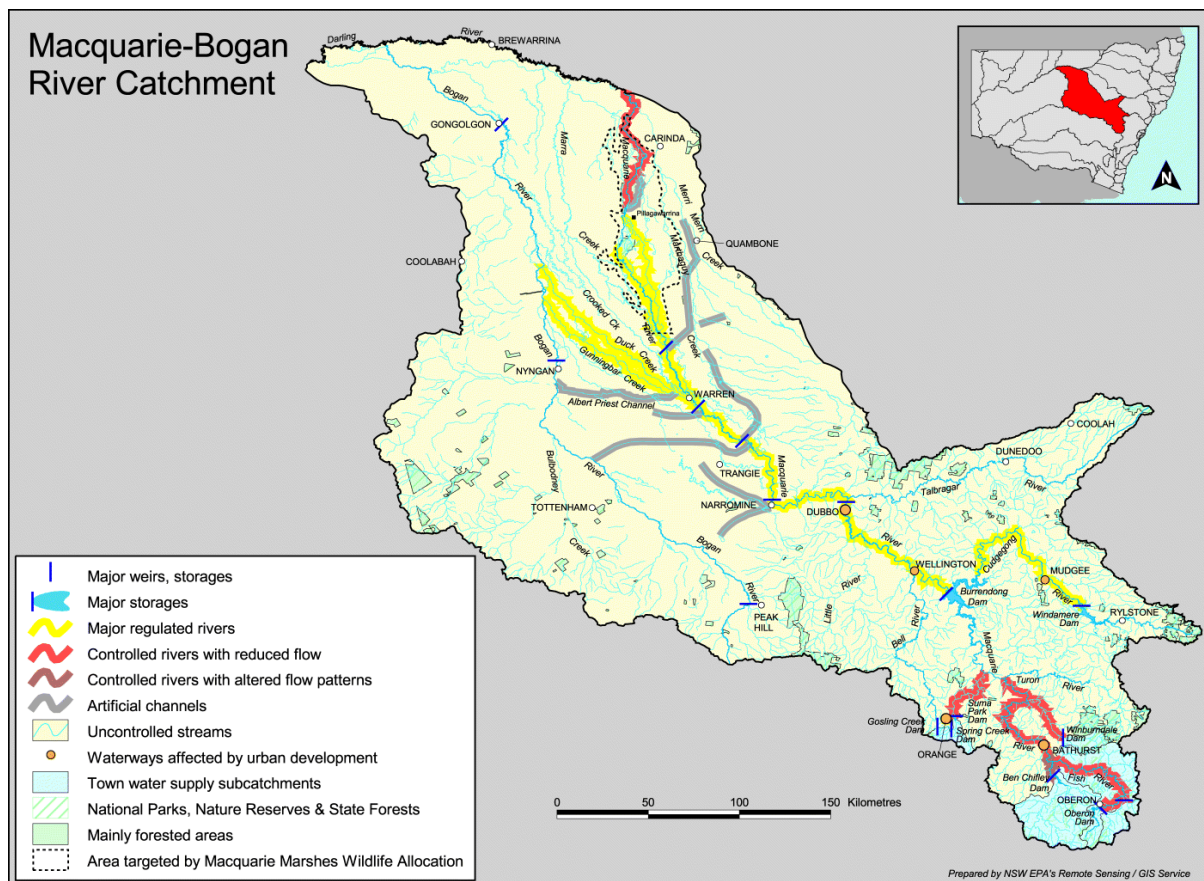 Macquarie-Bogan
River Catchment
Darling
River
BREWARRINA
N
Bogan
GONGOLGON
Marra
Macquarie
CARINDA
River
Merri
Merri
Pillagawarrina
Creek
Marthaguy
QUAMBONE
Creek
COOLABAH
Crooked Ck
Duck Creek
River
Creek
Bogan
Gunningbar Creek
NYNGAN
Albert Priest Channel
WARREN
COOLAH
DUNEDOO
Macquarie
TRANGIE
River
Bulbodney
Talbragar
River
TOTTENHAM
NARROMINE
DUBBO
Creek
Bogan
River
WELLINGTON
Cudgegong
MUDGEE
River
Burrendong
Dam
Windamere
Dam
RYLSTONE
River
PEAK
HILL
Little
River
Bell
River
Macquarie
Turon
River
Suma
Park
Dam
Gosling Creek
Dam
Spring Creek
Dam
ORANGE
Winburndale
Dam
River
BATHURST
Ben Chifley
Dam
Fish
River
OBERON
Oberon
Dam
Major weirs, storages
Major storages
Major regulated rivers
Controlled rivers with reduced flow
Controlled rivers with altered flow patterns
Artificial channels
Uncontrolled streams
Waterways affected by urban development
Town water supply subcatchments
National Parks, Nature Reserves & State Forests
Mainly forested areas
Area targeted by Macquarie Marshes Wildlife Allocation
0 50 100 150 Kilometres
Prepared by NSW EPA's Remote Sensing / GIS Service